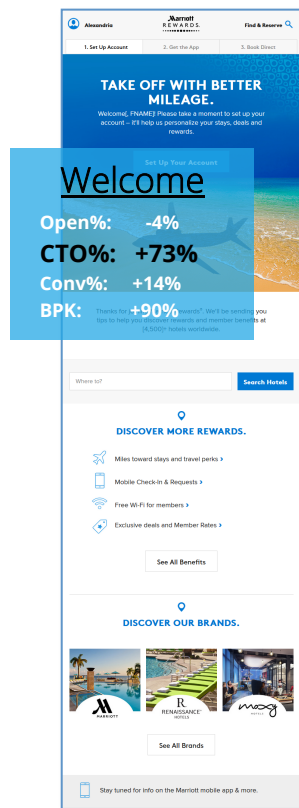 Alexandria
Marriott
REWARDS.
Find & Reserve
1. Set Up Account
2. Get the App
3. Book Direct
TAKE OFF WITH BETTER
MILEAGE.
Welcome[, FNAME]! Please take a moment to set up your
account – it'll help us personalize your stays, deals and
rewards.
Set Up Your Account
Welcome
Open%: -4%
CTO%: +73%
Conv%: +14%
BPK: +90%
Thanks for
rewards¹. We'll be sending you
tips to help you discover rewards and member benefits at
[4,500]+ hotels worldwide.
Where to?
Search Hotels
DISCOVER MORE REWARDS.
Miles toward stays and travel perks ›
Mobile Check-In & Requests ›
Free Wi-Fi for members ›
Exclusive deals and Member Rates ›
See All Benefits
DISCOVER OUR BRANDS.
MARRIOTT
R
RENAISSANCE
HOTELS
moxy
HOTELS
See All Brands
Stay tuned for info on the Marriott mobile app & more.